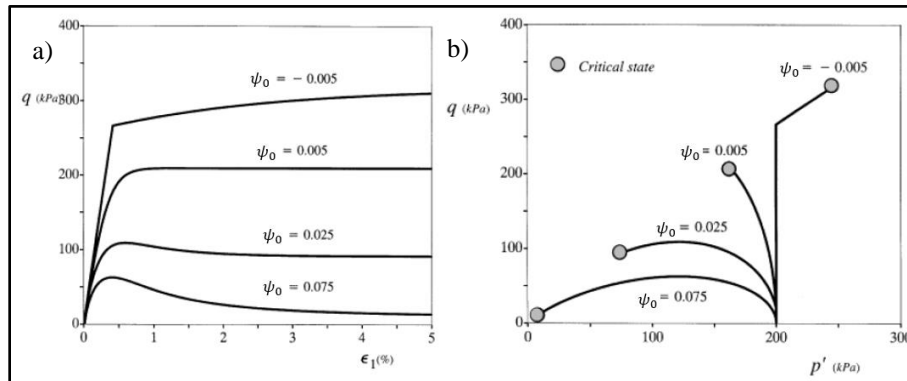 a)
400
300
200
100
0
q (kPa)
ψ₀ = − 0.005
ψ₀ = 0.005
ψ₀ = 0.025
ψ₀ = 0.075
0 1 2 3 4 5
ϵ₁(%)
b)
400
300
200
100
0
q (kPa)
Critical state
ψ₀ = − 0.005
ψ₀ = 0.005
ψ₀ = 0.025
ψ₀ = 0.075
0 100 200 300
p′ (kPa)